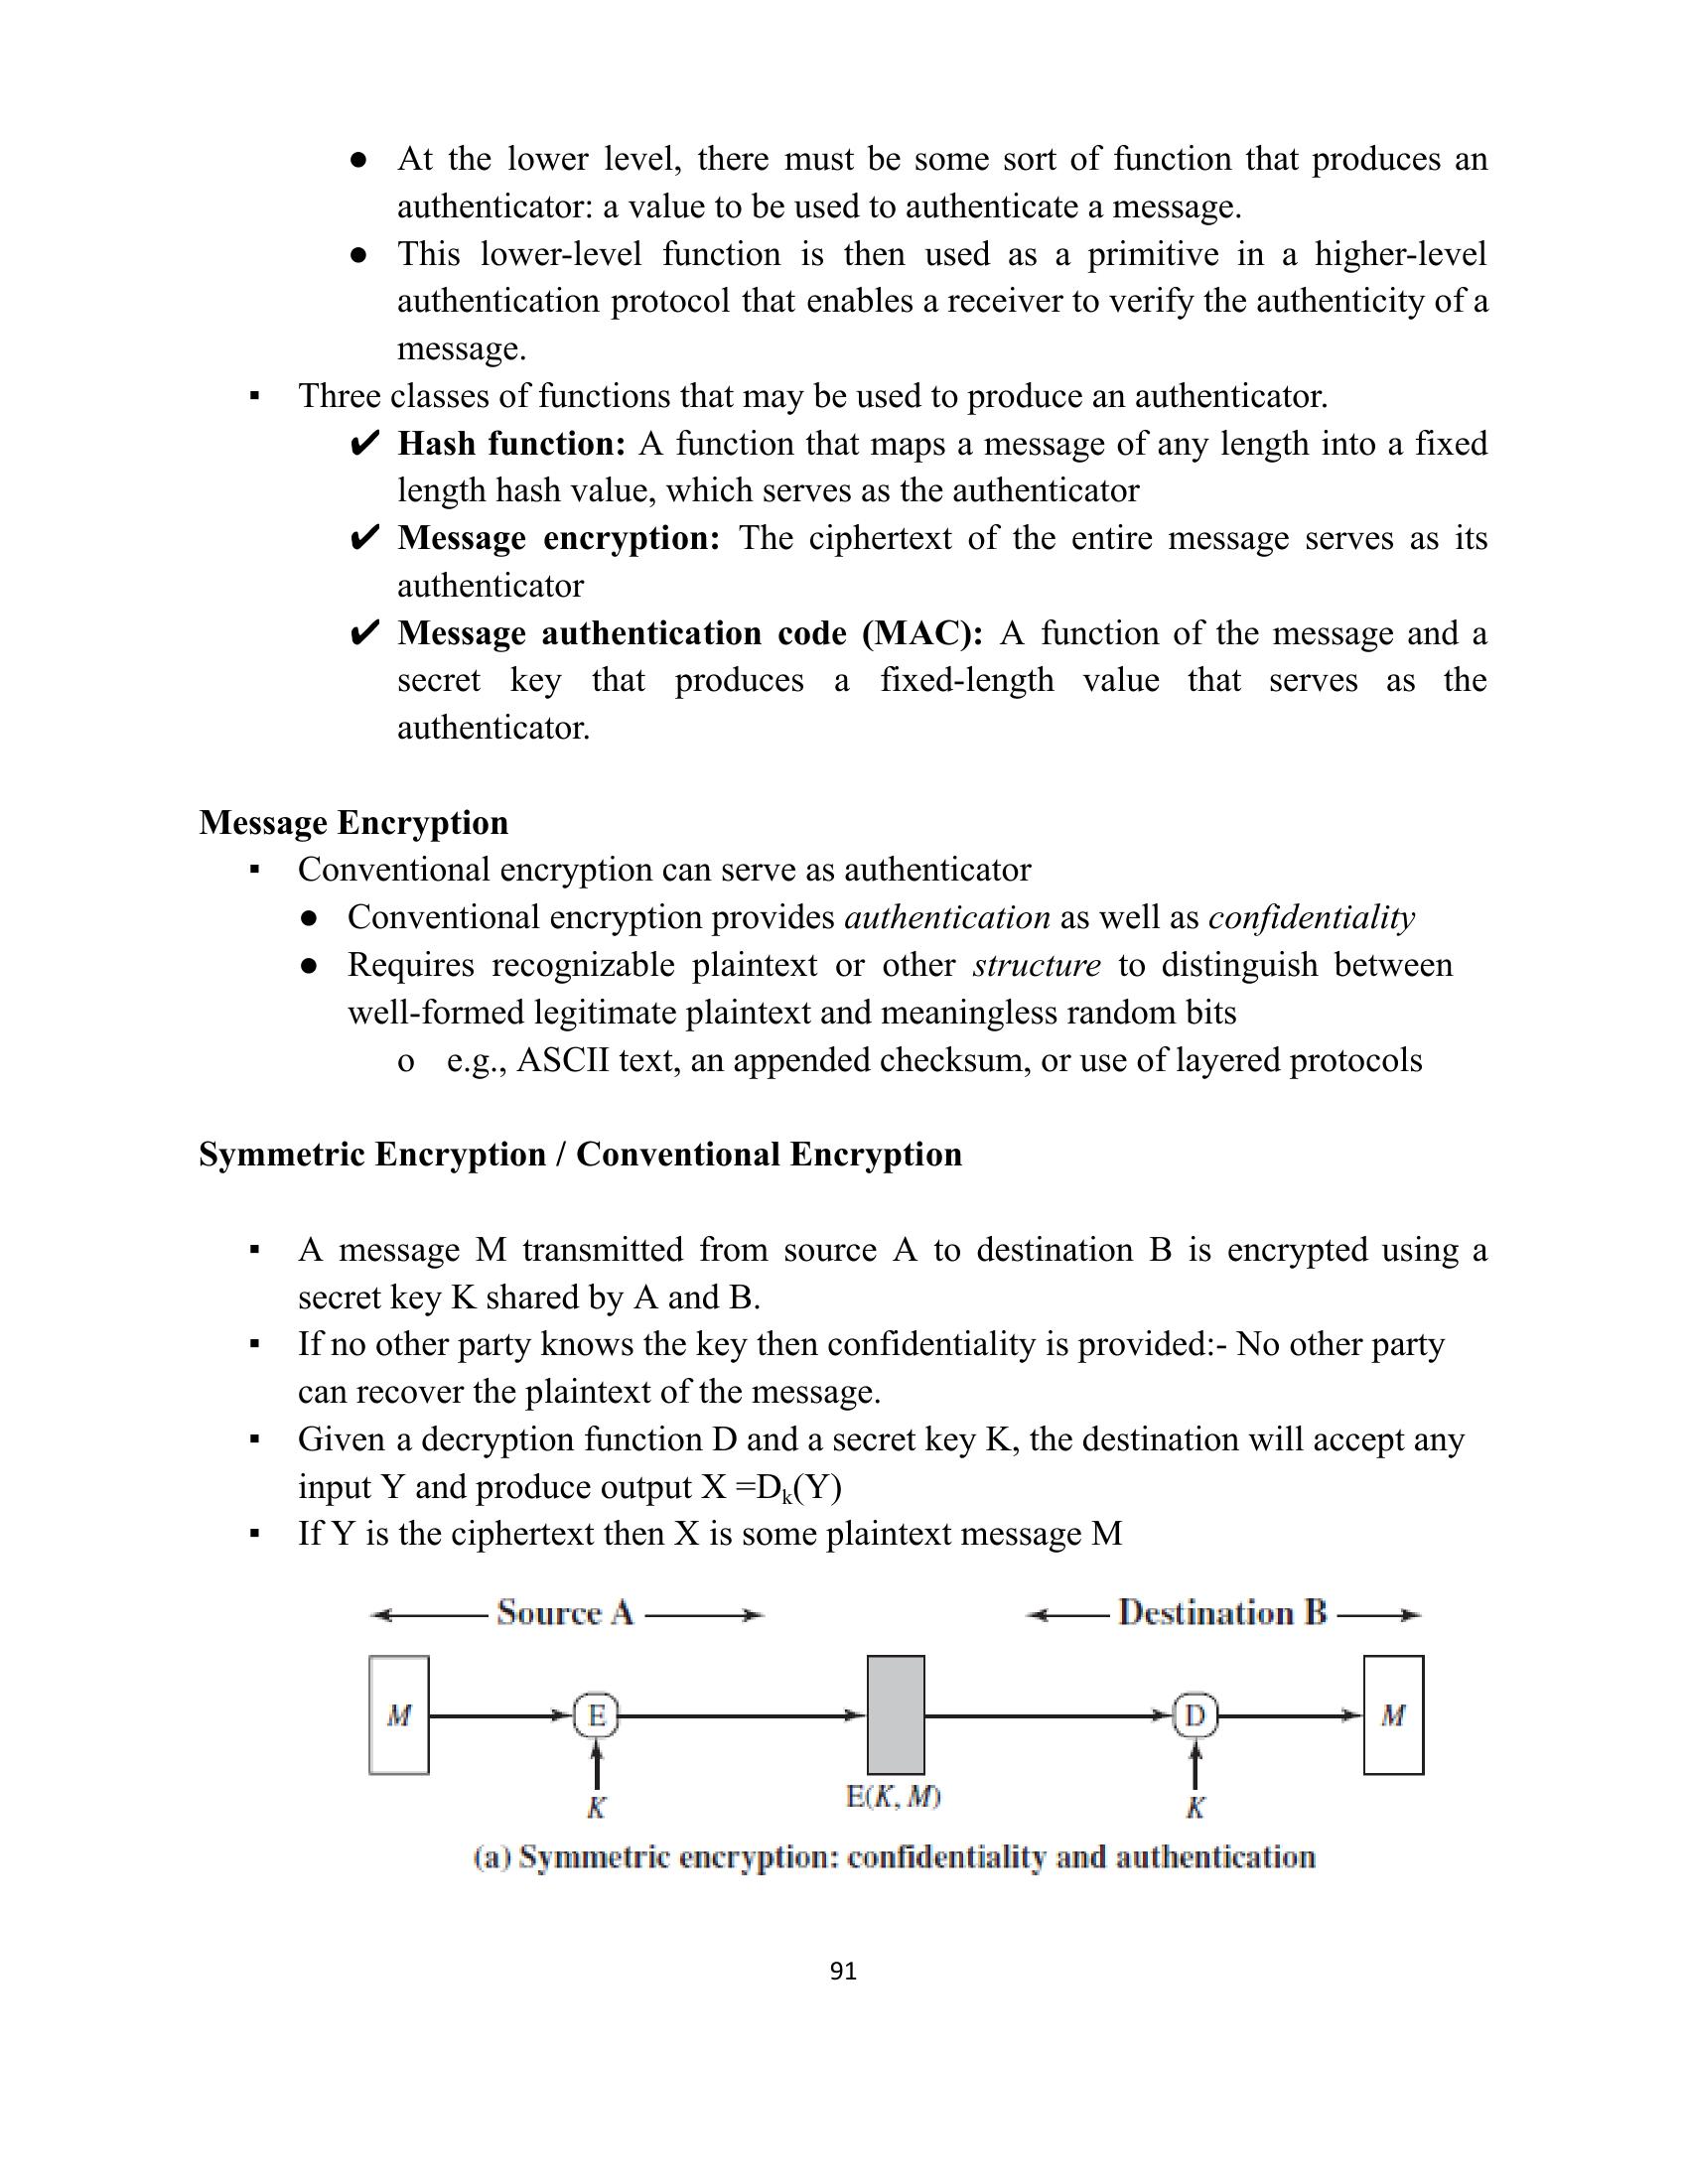 ● At the lower level, there must be some sort of function that produces an
authenticator: a value to be used to authenticate a message.
● This lower-level function is then used as a primitive in a higher-level
authentication protocol that enables a receiver to verify the authenticity of a
message.
▪ Three classes of functions that may be used to produce an authenticator.
✔ Hash function: A function that maps a message of any length into a fixed
length hash value, which serves as the authenticator
✔ Message encryption: The ciphertext of the entire message serves as its
authenticator
✔ Message authentication code (MAC): A function of the message and a
secret key that produces a fixed-length value that serves as the
authenticator.
Message Encryption
▪ Conventional encryption can serve as authenticator
● Conventional encryption provides authentication as well as confidentiality
● Requires recognizable plaintext or other structure to distinguish between
well-formed legitimate plaintext and meaningless random bits
o e.g., ASCII text, an appended checksum, or use of layered protocols
Symmetric Encryption / Conventional Encryption
▪ A message M transmitted from source A to destination B is encrypted using a
secret key K shared by A and B.
▪ If no other party knows the key then confidentiality is provided:- No other party
can recover the plaintext of the message.
▪ Given a decryption function D and a secret key K, the destination will accept any
input Y and produce output X =Dk(Y)
▪ If Y is the ciphertext then X is some plaintext message M
Source A Destination B
M E D M
K E(K, M) K
(a) Symmetric encryption: confidentiality and authentication
91